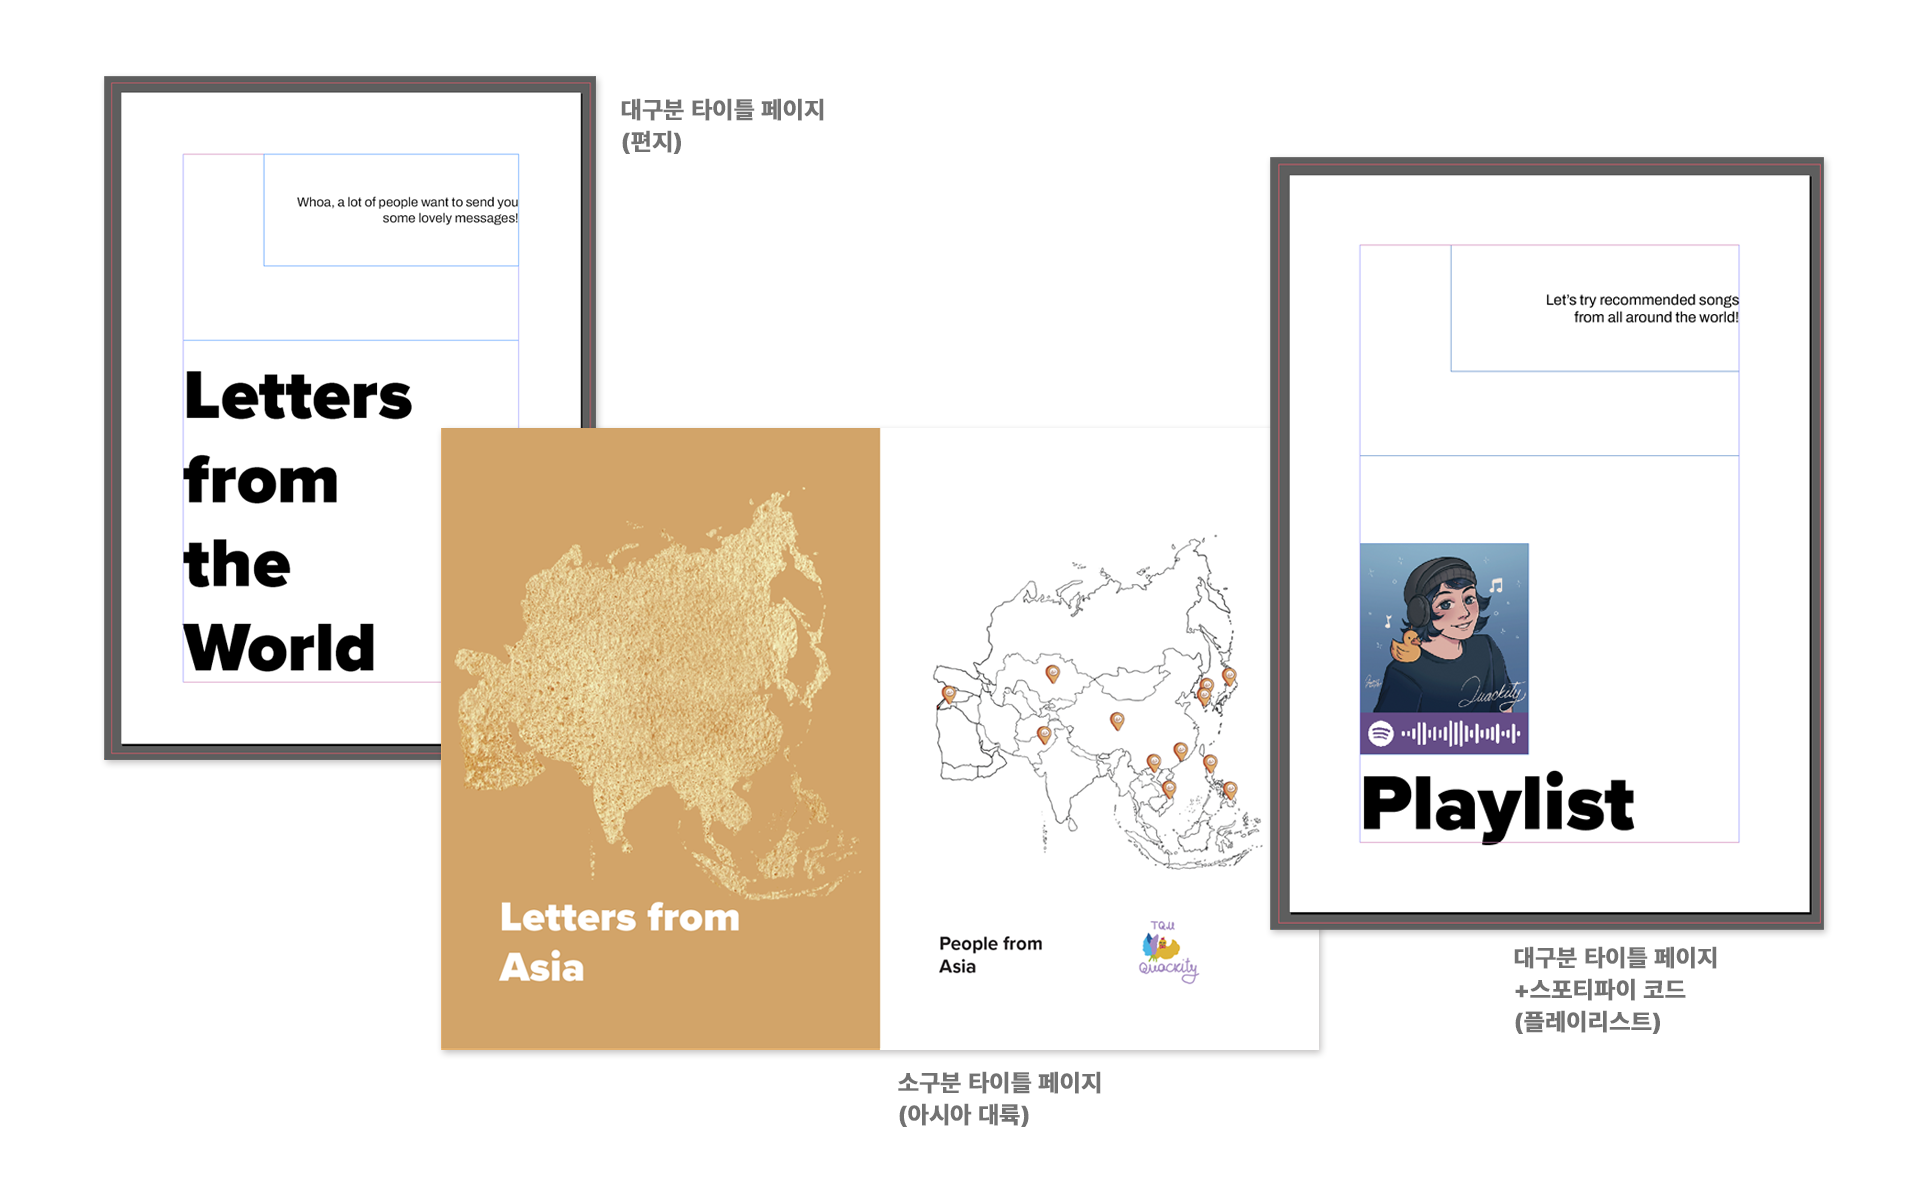 대구분 타이틀 페이지
(편지)
Whoa, a lot of people want to send you
some lovely messages!
Letters
from
the
World
Letters from
Asia
People from
Asia
TQM
Quackity
소구분 타이틀 페이지
(아시아 대륙)
Let's try recommended songs
from all around the world!
Quackity
Playlist
대구분 타이틀 페이지
+스포티파이 코드
(플레이리스트)